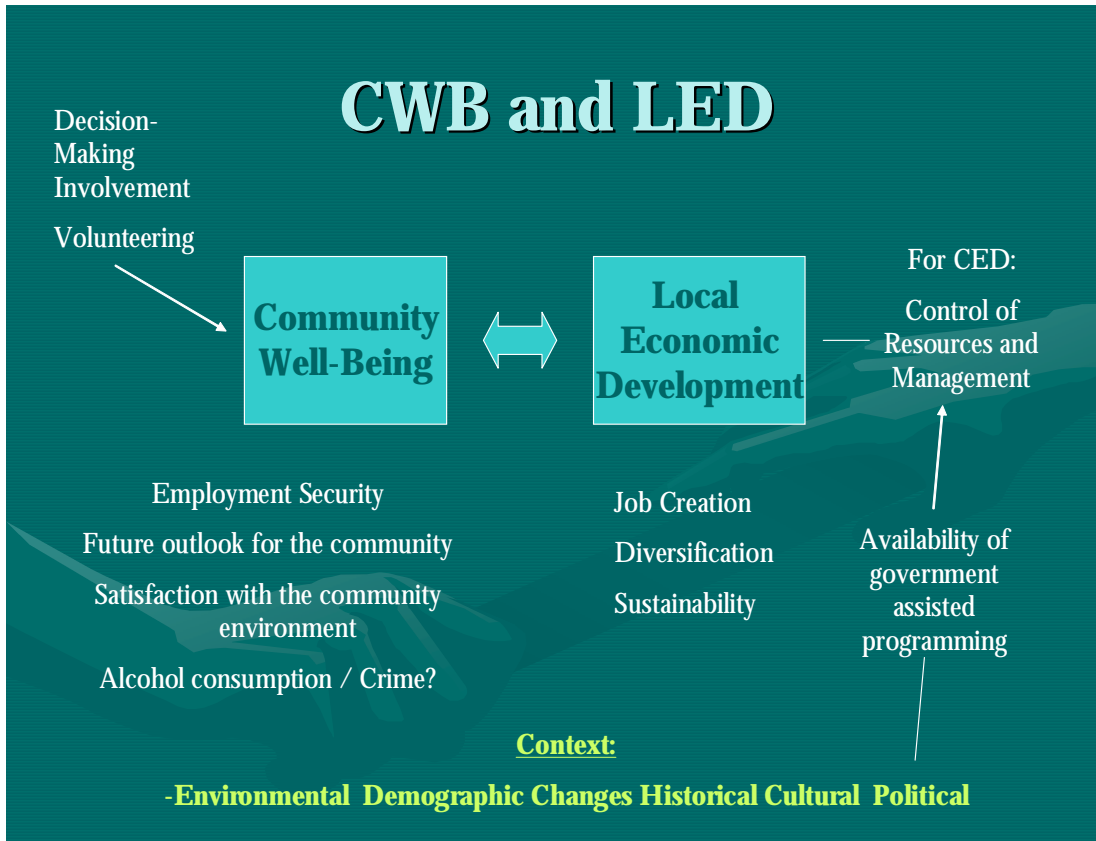 CWB and LED
Decision-
Making
Involvement
Volunteering
Community
Well-Being
Local
Economic
Development
For CED:
Control of
Resources and
Management
Employment Security
Future outlook for the community
Satisfaction with the community
environment
Alcohol consumption / Crime?
Job Creation
Diversification
Sustainability
Availability of
government
assisted
programming
Context:
-Environmental Demographic Changes Historical Cultural Political